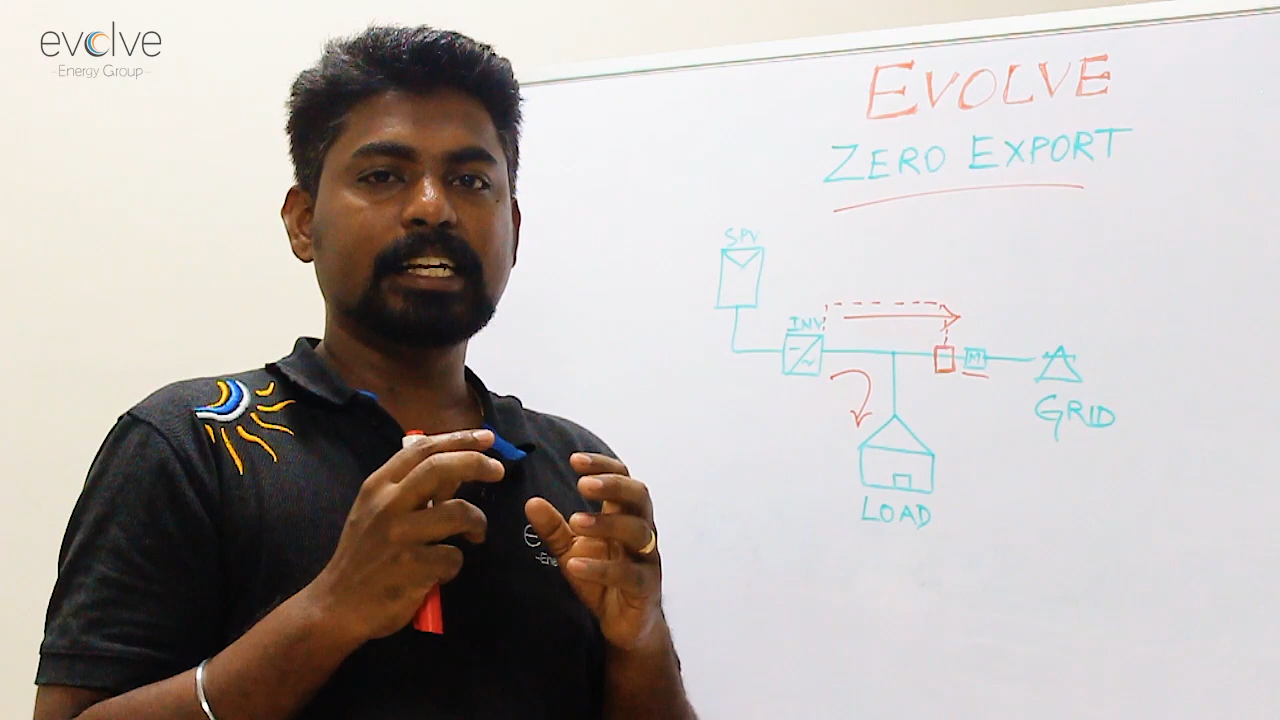 evolve
Energy Group
EVOLVE
ZERO EXPORT
SPV
INV
M
GRID
LOAD